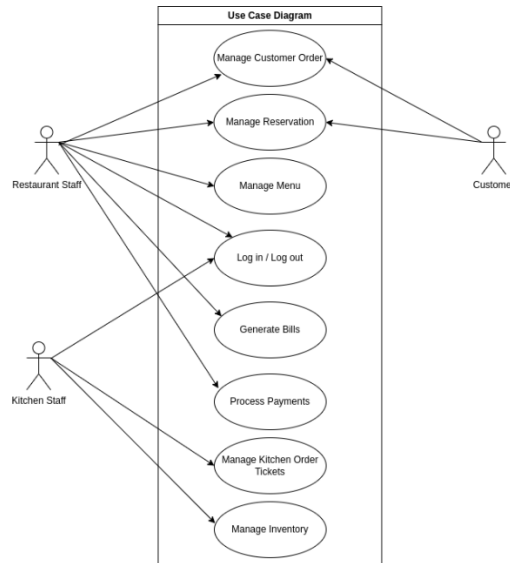 Use Case Diagram
Manage Customer Order
Manage Reservation
Restaurant Staff
Custome
Manage Menu
Log in / Log out
Generate Bills
Kitchen Staff
Process Payments
Manage Kitchen Order
Tickets
Manage Inventory